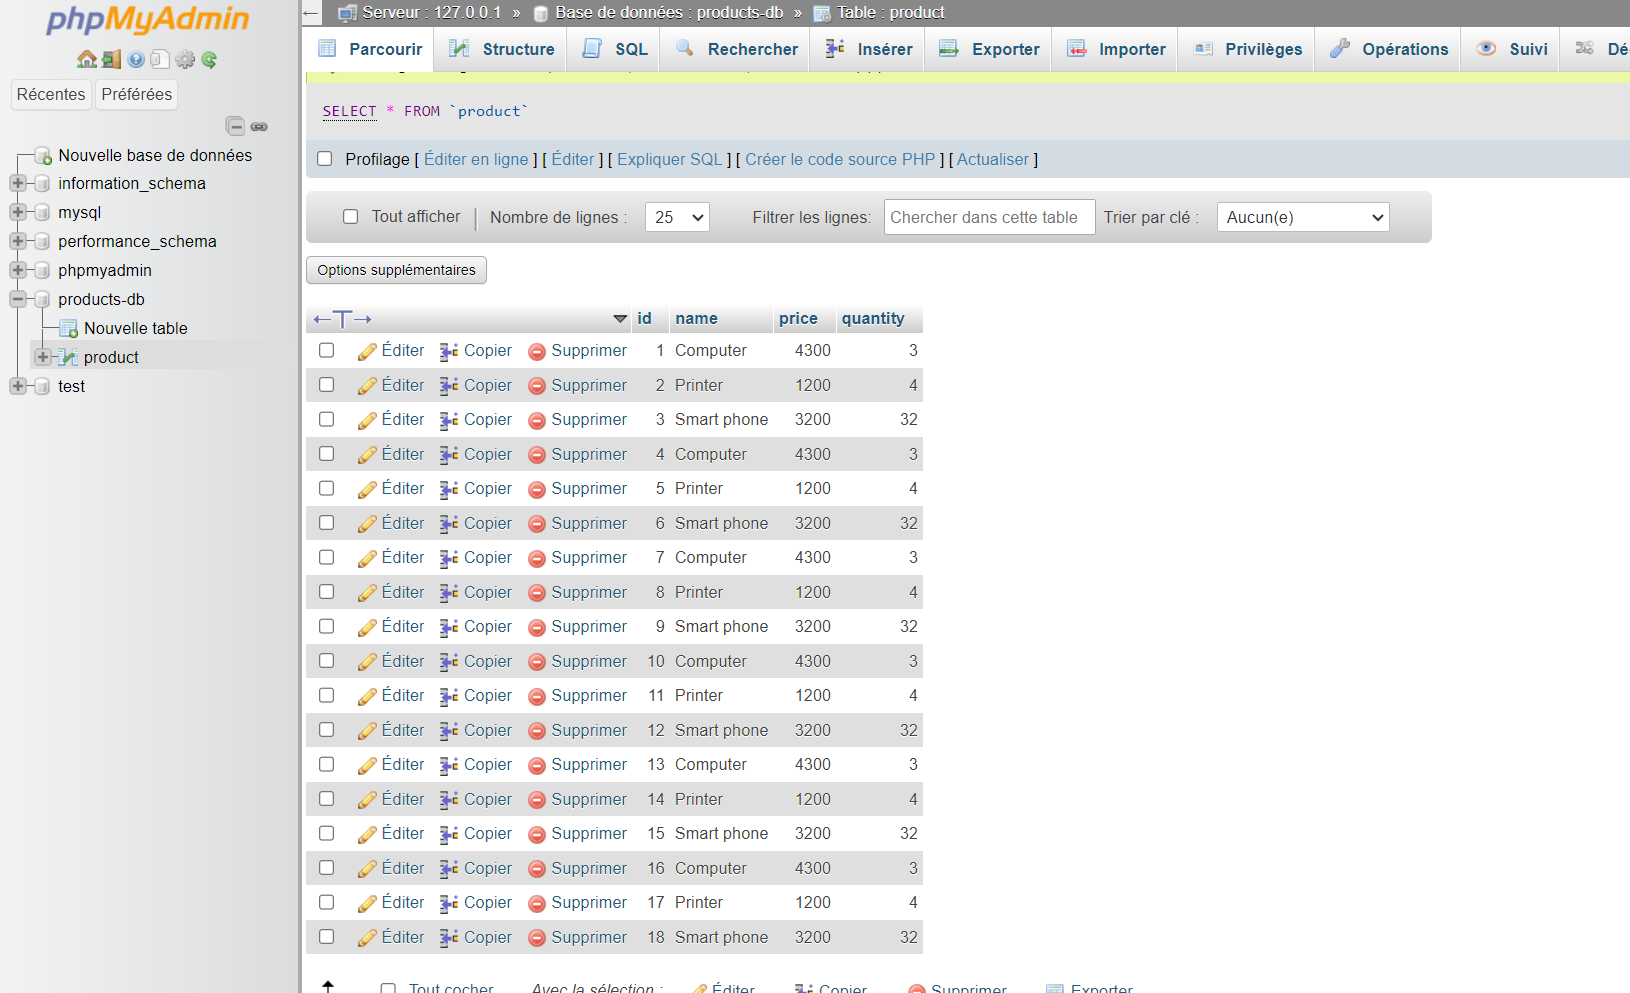 phpMyAdmin
Récentes Préférées
Nouvelle base de données
information_schema
mysql
performance_schema
phpmyadmin
products-db
Nouvelle table
product
test
← Serveur : 127.0.0.1 » Base de données : products-db » Table : product
Parcourir Structure SQL Rechercher Insérer Exporter Importer Privilèges Opérations Suivi
SELECT * FROM `product`
Profilage [ Éditer en ligne ] [ Éditer ] [ Expliquer SQL ] [ Créer le code source PHP ] [ Actualiser ]
Tout afficher | Nombre de lignes : 25 Filtrer les lignes: Chercher dans cette table Trier par clé : Aucun(e)
Options supplémentaires
←T→ id name price quantity
Éditer Copier Supprimer 1 Computer 4300 3
Éditer Copier Supprimer 2 Printer 1200 4
Éditer Copier Supprimer 3 Smart phone 3200 32
Éditer Copier Supprimer 4 Computer 4300 3
Éditer Copier Supprimer 5 Printer 1200 4
Éditer Copier Supprimer 6 Smart phone 3200 32
Éditer Copier Supprimer 7 Computer 4300 3
Éditer Copier Supprimer 8 Printer 1200 4
Éditer Copier Supprimer 9 Smart phone 3200 32
Éditer Copier Supprimer 10 Computer 4300 3
Éditer Copier Supprimer 11 Printer 1200 4
Éditer Copier Supprimer 12 Smart phone 3200 32
Éditer Copier Supprimer 13 Computer 4300 3
Éditer Copier Supprimer 14 Printer 1200 4
Éditer Copier Supprimer 15 Smart phone 3200 32
Éditer Copier Supprimer 16 Computer 4300 3
Éditer Copier Supprimer 17 Printer 1200 4
Éditer Copier Supprimer 18 Smart phone 3200 32
Tout cocher Avec la sélection : Éditer Copier Supprimer Exporter